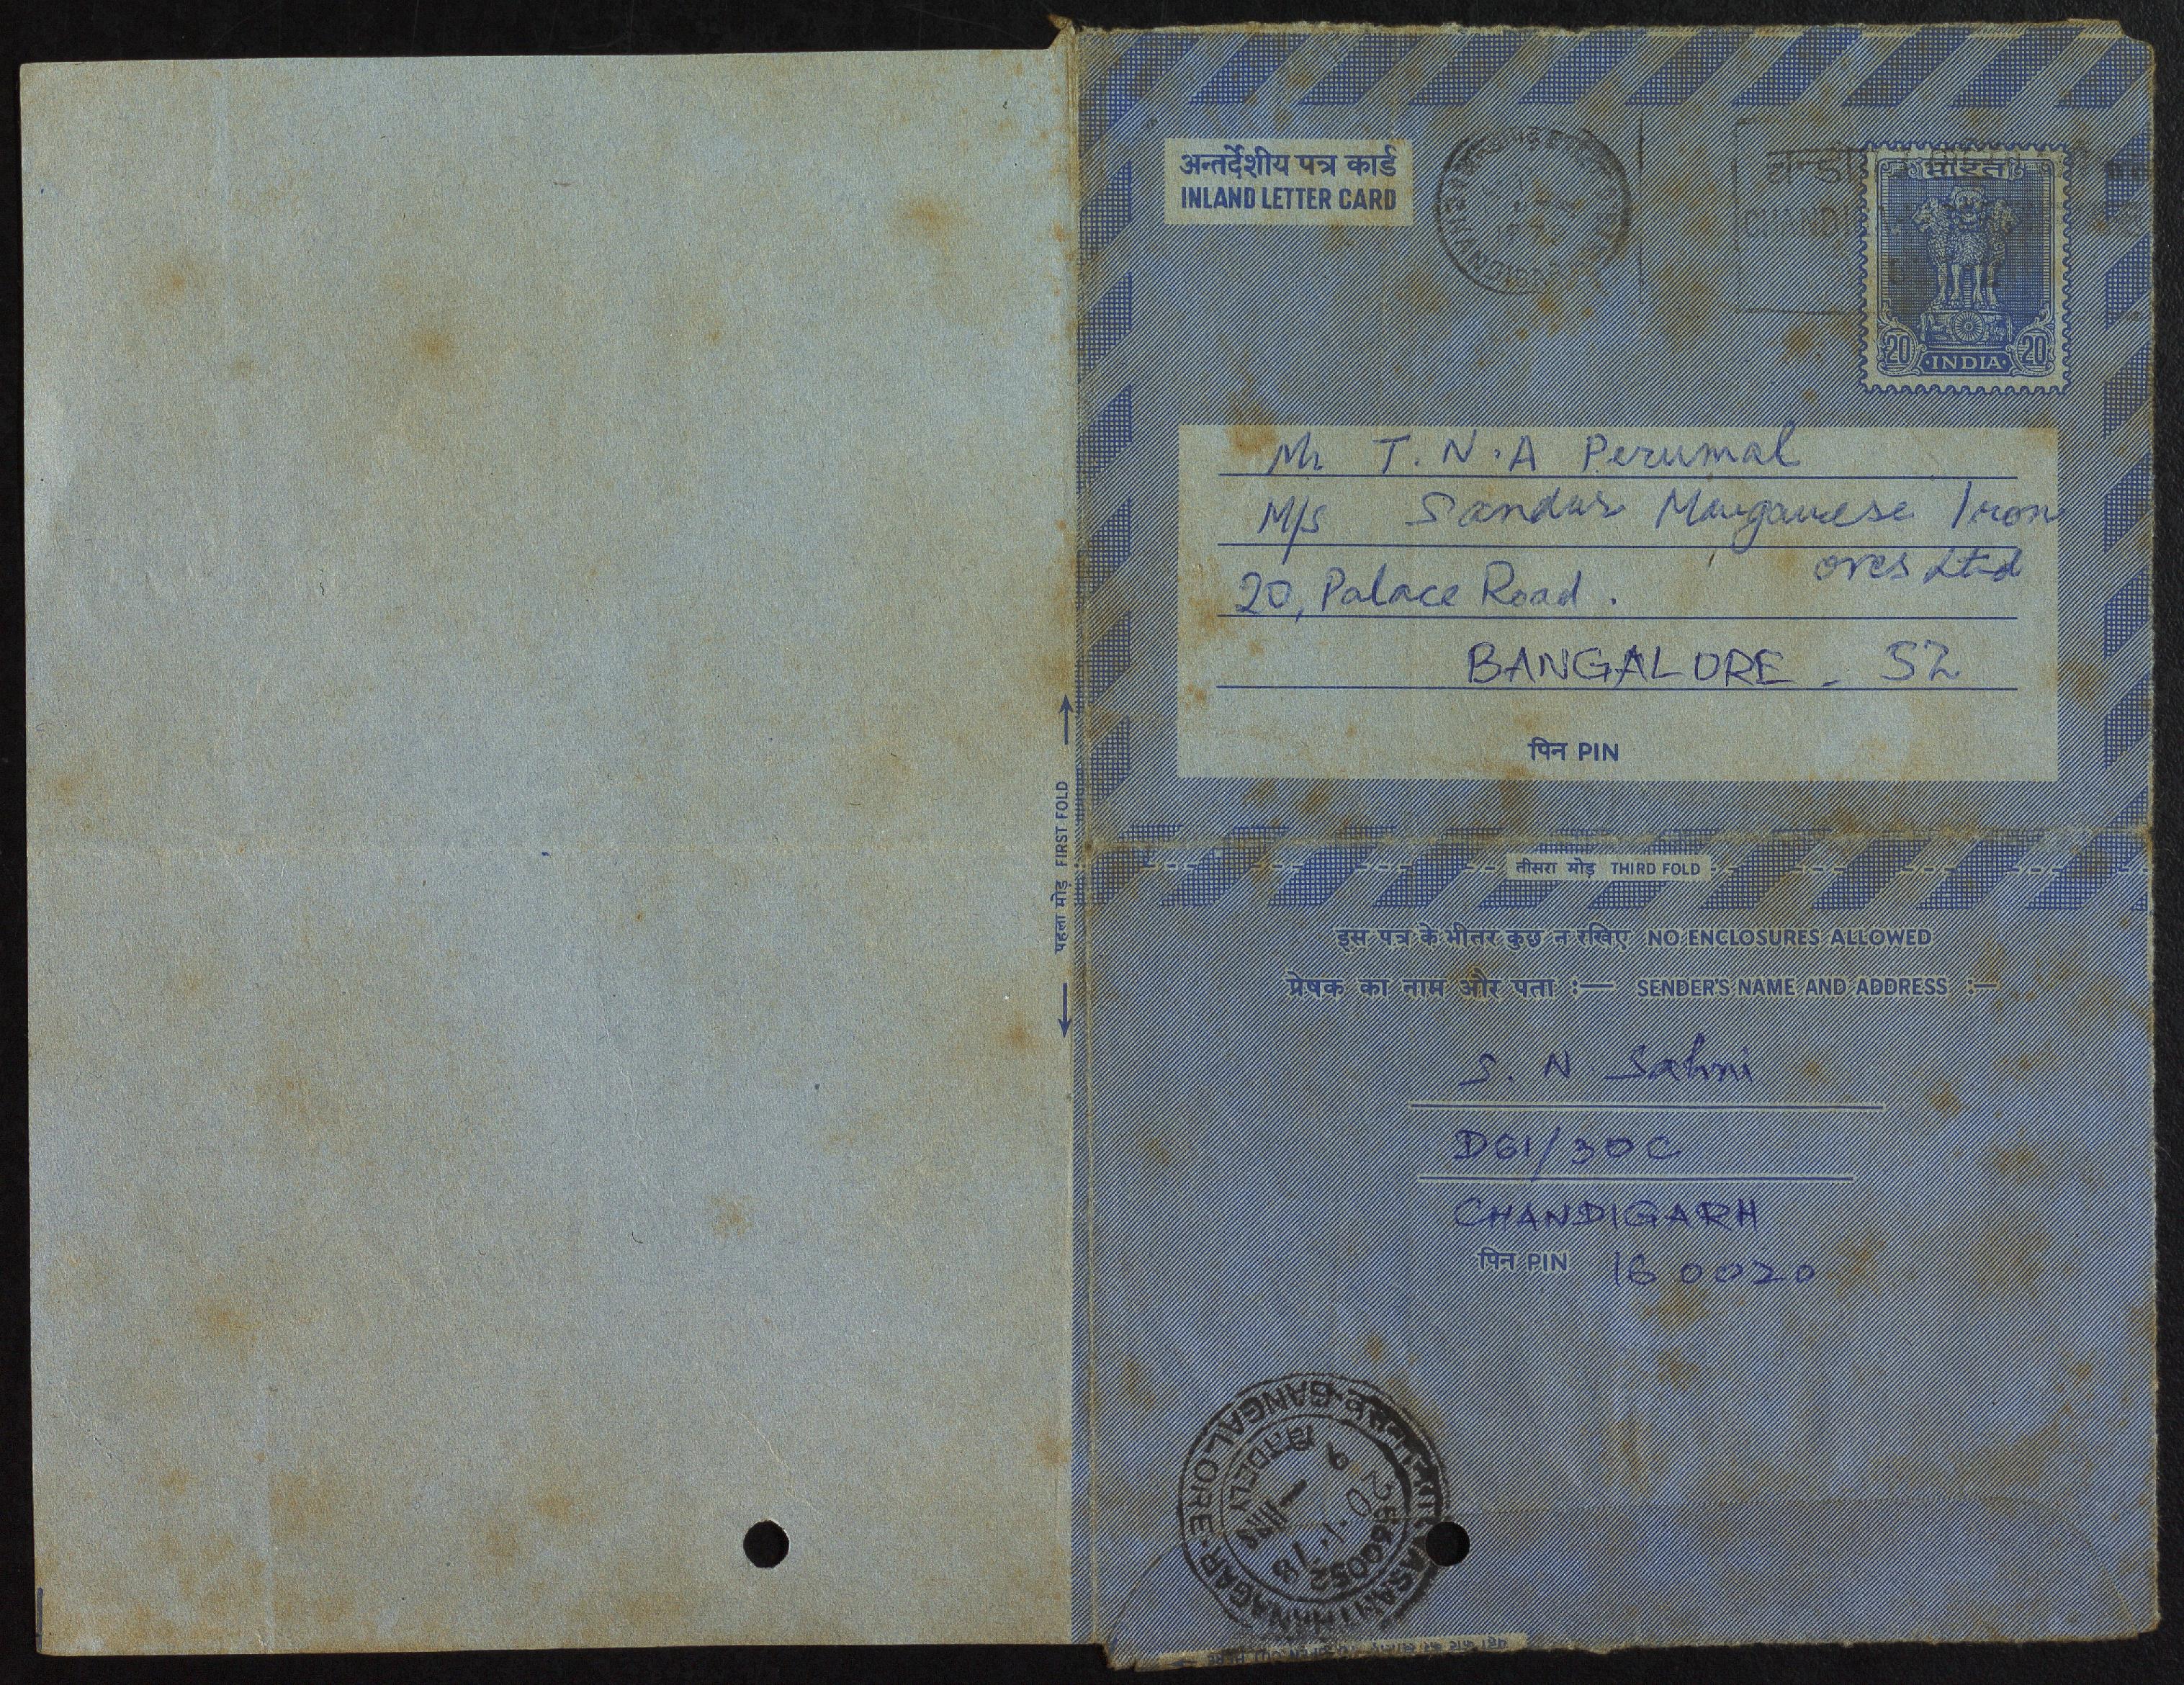 अन्तर्देशीय पत्र कार्ड
INLAND LETTER CARD
भारत
20 INDIA 20
Mr T. N. A Perumal
M/s Sandur Manganese Iron
ores Ltd
20, Palace Road.
BANGALORE - 52
पिन PIN
पहला मोड़ FIRST FOLD
तीसरा मोड़ THIRD FOLD
इस पत्र के भीतर कुछ न रखिए NO ENCLOSURES ALLOWED
प्रेषक का नाम और पता :— SENDER'S NAME AND ADDRESS :—
S. N. Sahni
D61/30C
CHANDIGARH
पिन PIN 160020
BANGALORE
DELY
560052